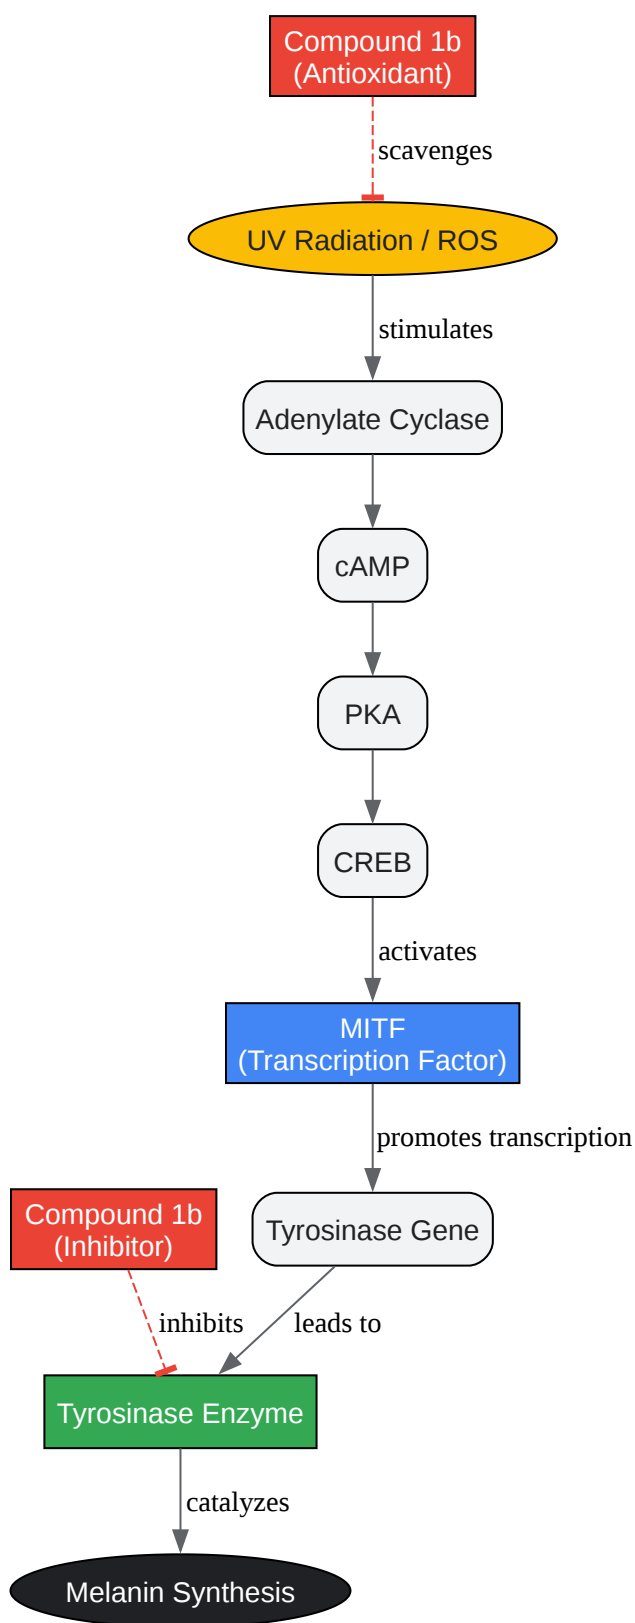 Compound 1b
(Antioxidant)
scavenges
UV Radiation / ROS
stimulates
Adenylate Cyclase
cAMP
PKA
CREB
activates
MITF
(Transcription Factor)
promotes transcription
Compound 1b
(Inhibitor)
Tyrosinase Gene
inhibits
leads to
Tyrosinase Enzyme
catalyzes
Melanin Synthesis